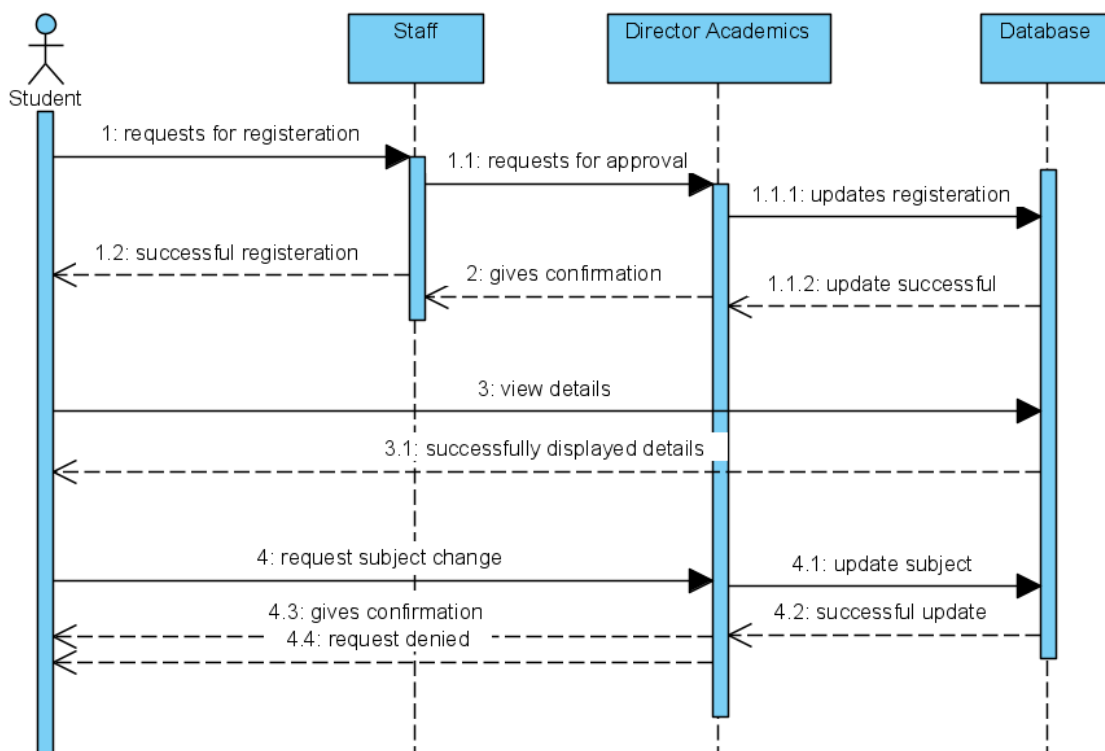 Staff
Director Academics
Database
Student
1: requests for registeration
1.1: requests for approval
1.1.1: updates registeration
1.2: successful registeration
2: gives confirmation
1.1.2: update successful
3: view details
3.1: successfully displayed details
4: request subject change
4.1: update subject
4.3: gives confirmation
4.2: successful update
4.4: request denied